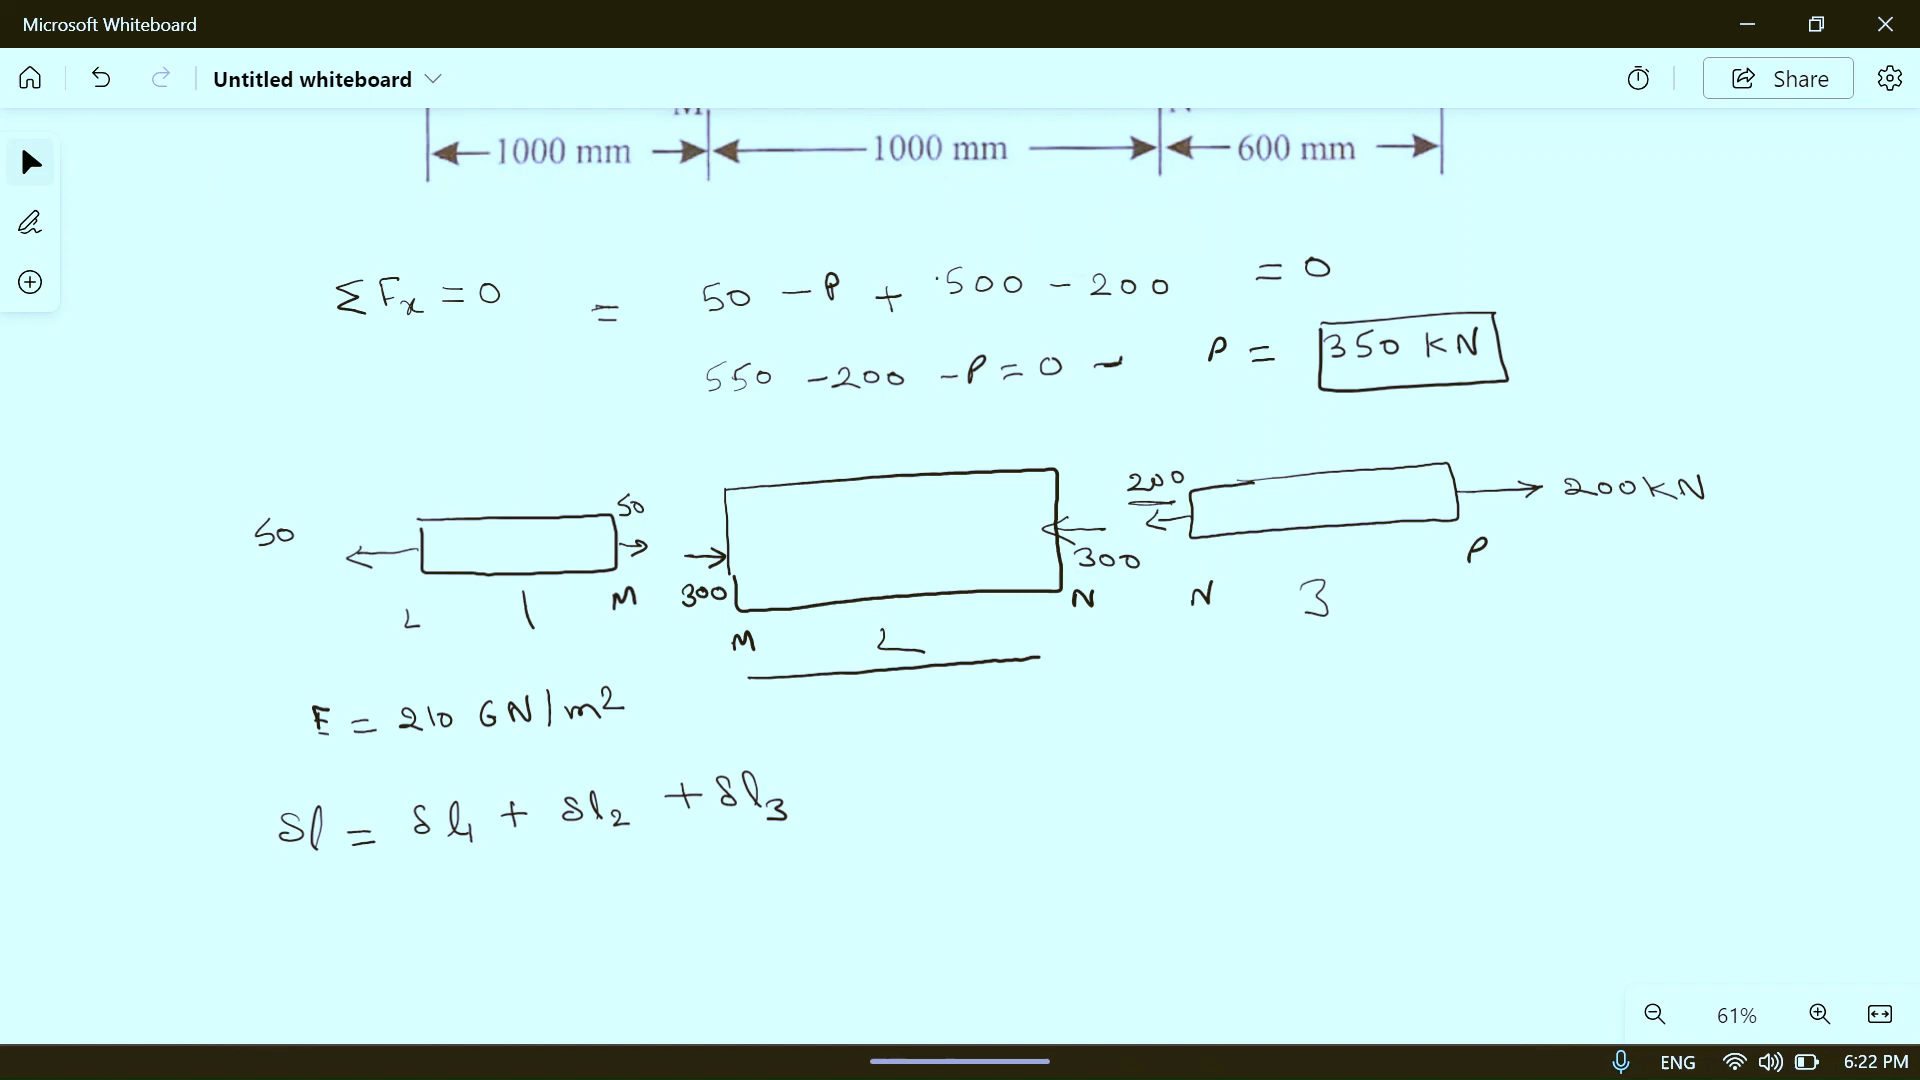 Microsoft Whiteboard
Untitled whiteboard
Share
1000 mm 1000 mm 600 mm
Σ Fx = 0 = 50 - P + 500 - 200 = 0
550 - 200 - P = 0 - P = 350 KN
50 50 300 300 200 200KN
L 1 M M 2 N N 3 P
E = 210 GN/m2
δl = δl1 + δl2 + δl3
61%
ENG 6:22 PM